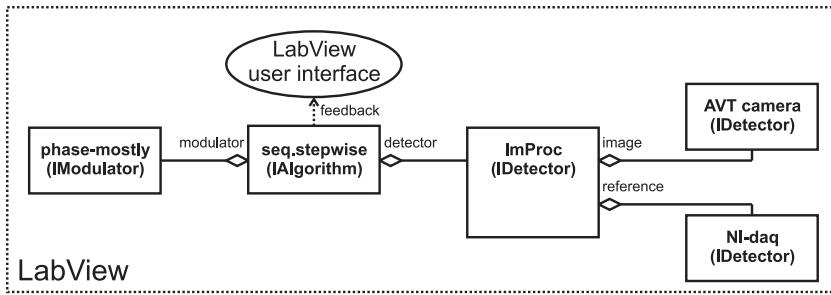 LabView
user interface
feedback
phase-mostly
(IModulator)
modulator
seq.stepwise
(IAlgorithm)
detector
ImProc
(IDetector)
image
AVT camera
(IDetector)
reference
NI-daq
(IDetector)
LabView